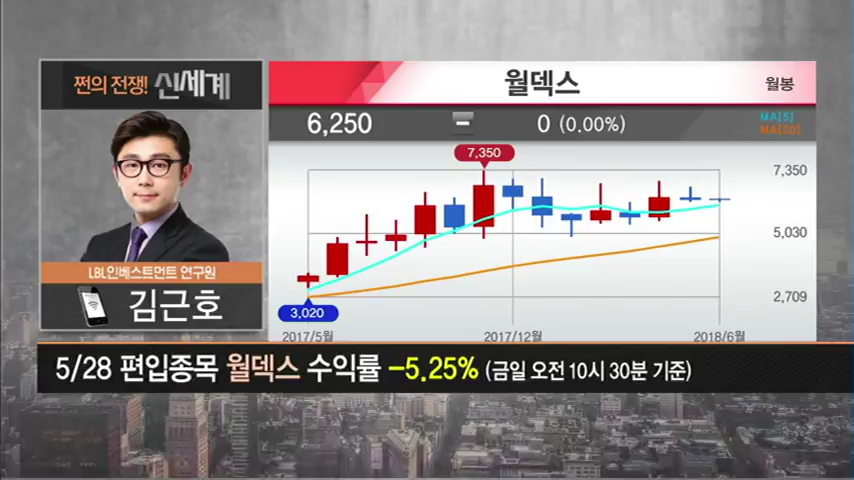 쩐의 전쟁! 신세계
LBL인베스트먼트 연구원
김근호
월덱스
월봉
6,250
0 (0.00%)
MA[5]
MA[20]
7,350
7,350
5,030
2,709
3,020
2017/5월
2017/12월
2018/6월
5/28 편입종목 월덱스 수익률 -5.25% (금일 오전 10시 30분 기준)